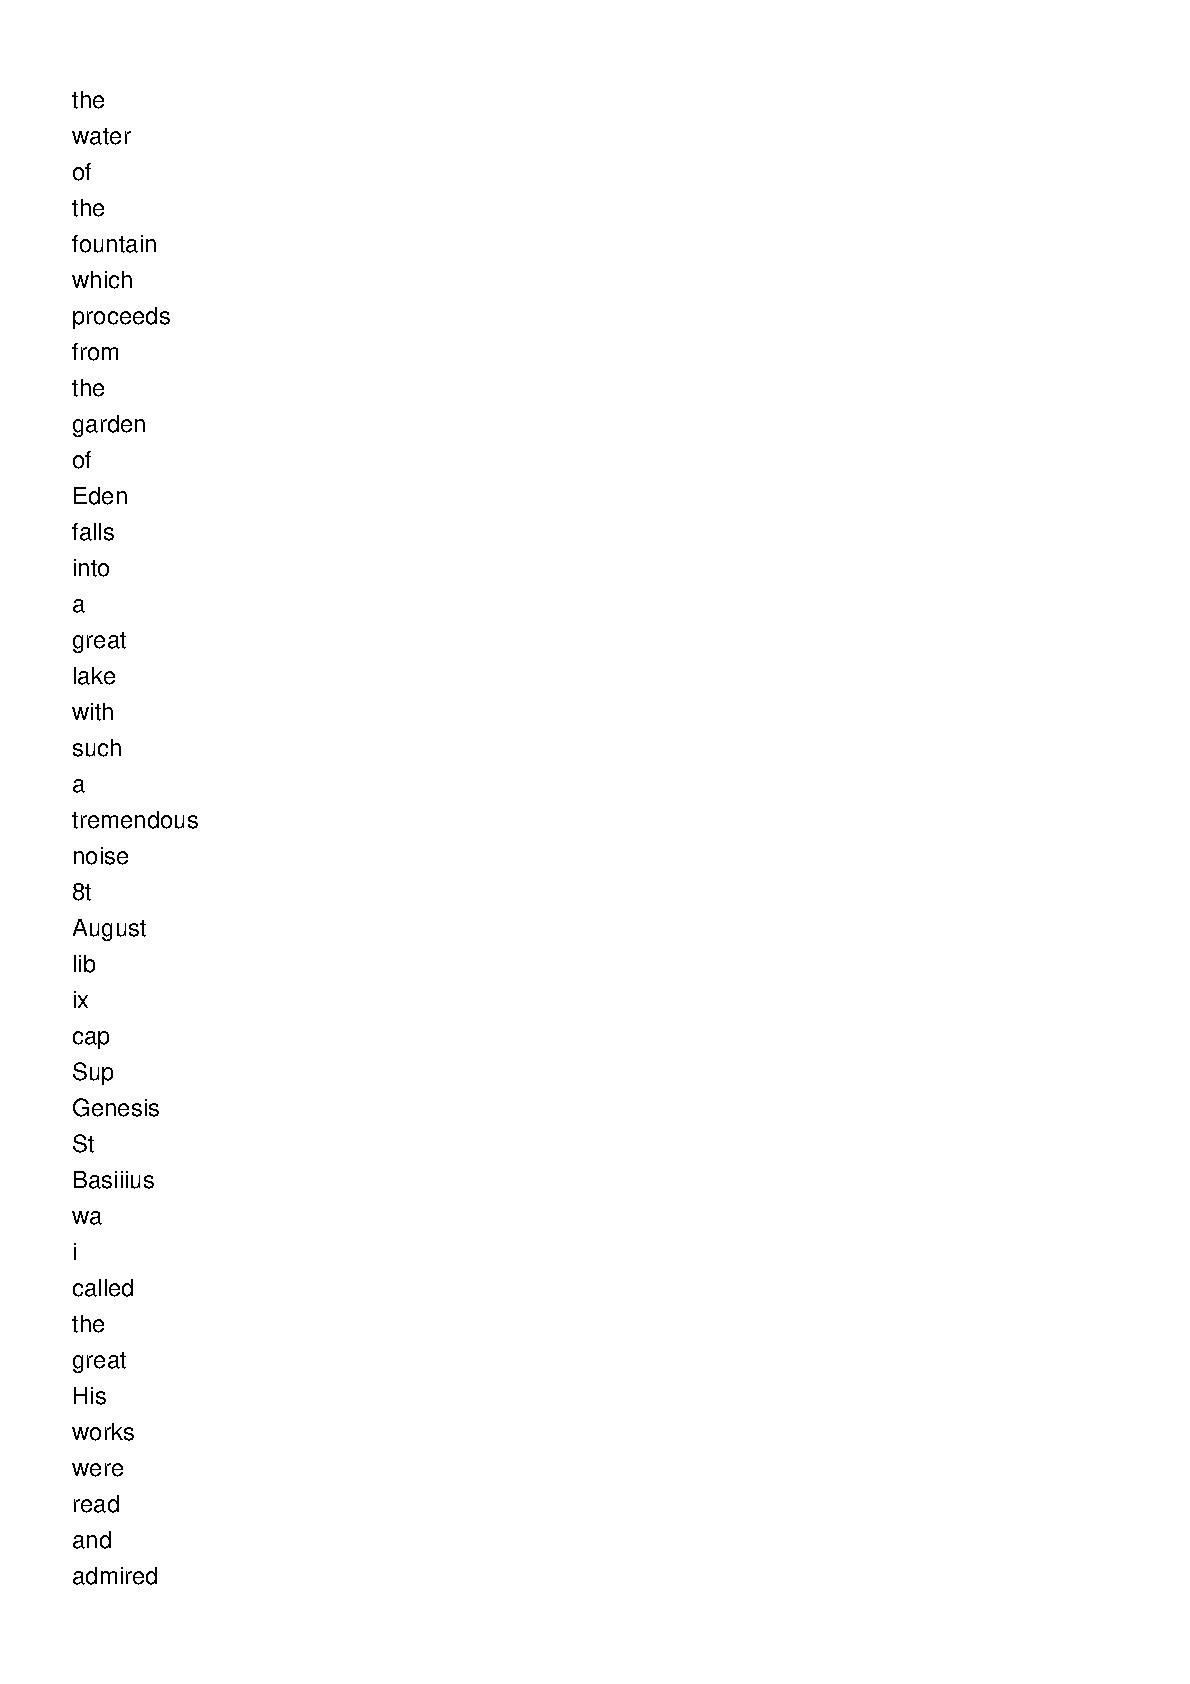 the
water
of
the
fountain
which
proceeds
from
the
garden
of
Eden
falls
into
a
great
lake
with
such
a
tremendous
noise
8t
August
lib
ix
cap
Sup
Genesis
St
Basiiius
wa
i
called
the
great
His
works
were
read
and
admired